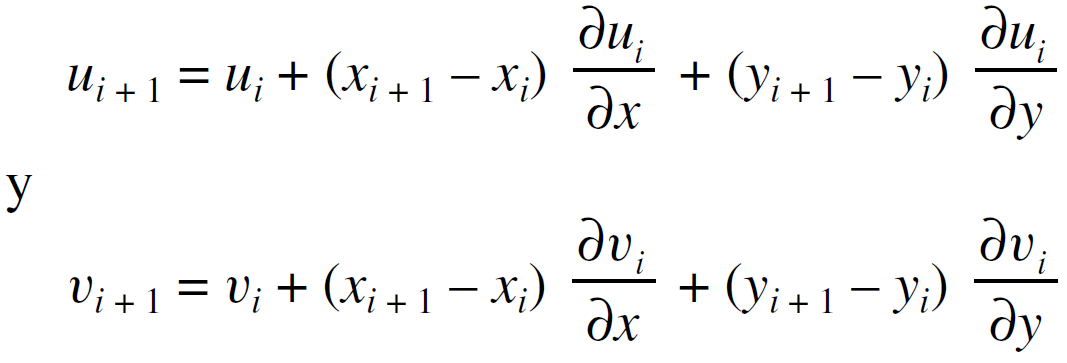 u_{i+1} = u_i + (x_{i+1} − x_i) ∂u_i/∂x + (y_{i+1} − y_i) ∂u_i/∂y
y
v_{i+1} = v_i + (x_{i+1} − x_i) ∂v_i/∂x + (y_{i+1} − y_i) ∂v_i/∂y